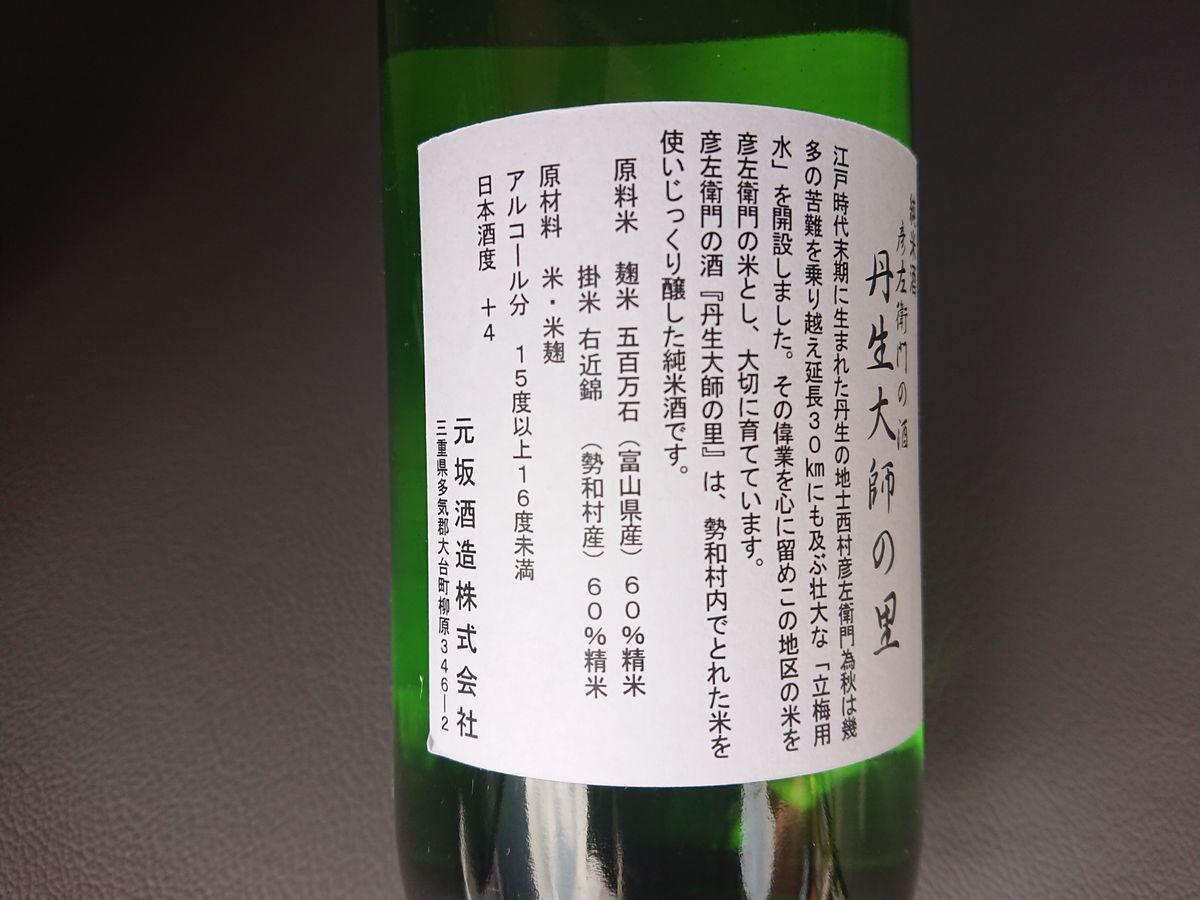 純米酒
彦左衛門の酒
丹生大師の里
江戸時代末期に生まれた丹生の地士西村彦左衛門為秋は幾
多の苦難を乗り越え延長30㎞にも及ぶ壮大な「立梅用
水」を開設しました。その偉業を心に留めこの地区の米を
彦左衛門の米とし、大切に育てています。
彦左衛門の酒『丹生大師の里』は、勢和村内でとれた米を
使いじっくり醸した純米酒です。
原料米 麹米 五百万石(富山県産)60%精米
掛米 右近錦 (勢和村産)60%精米
原材料 米・米麹
アルコール分 15度以上16度未満
日本酒度 +4
元坂酒造株式会社
三重県多気郡大台町柳原346-2